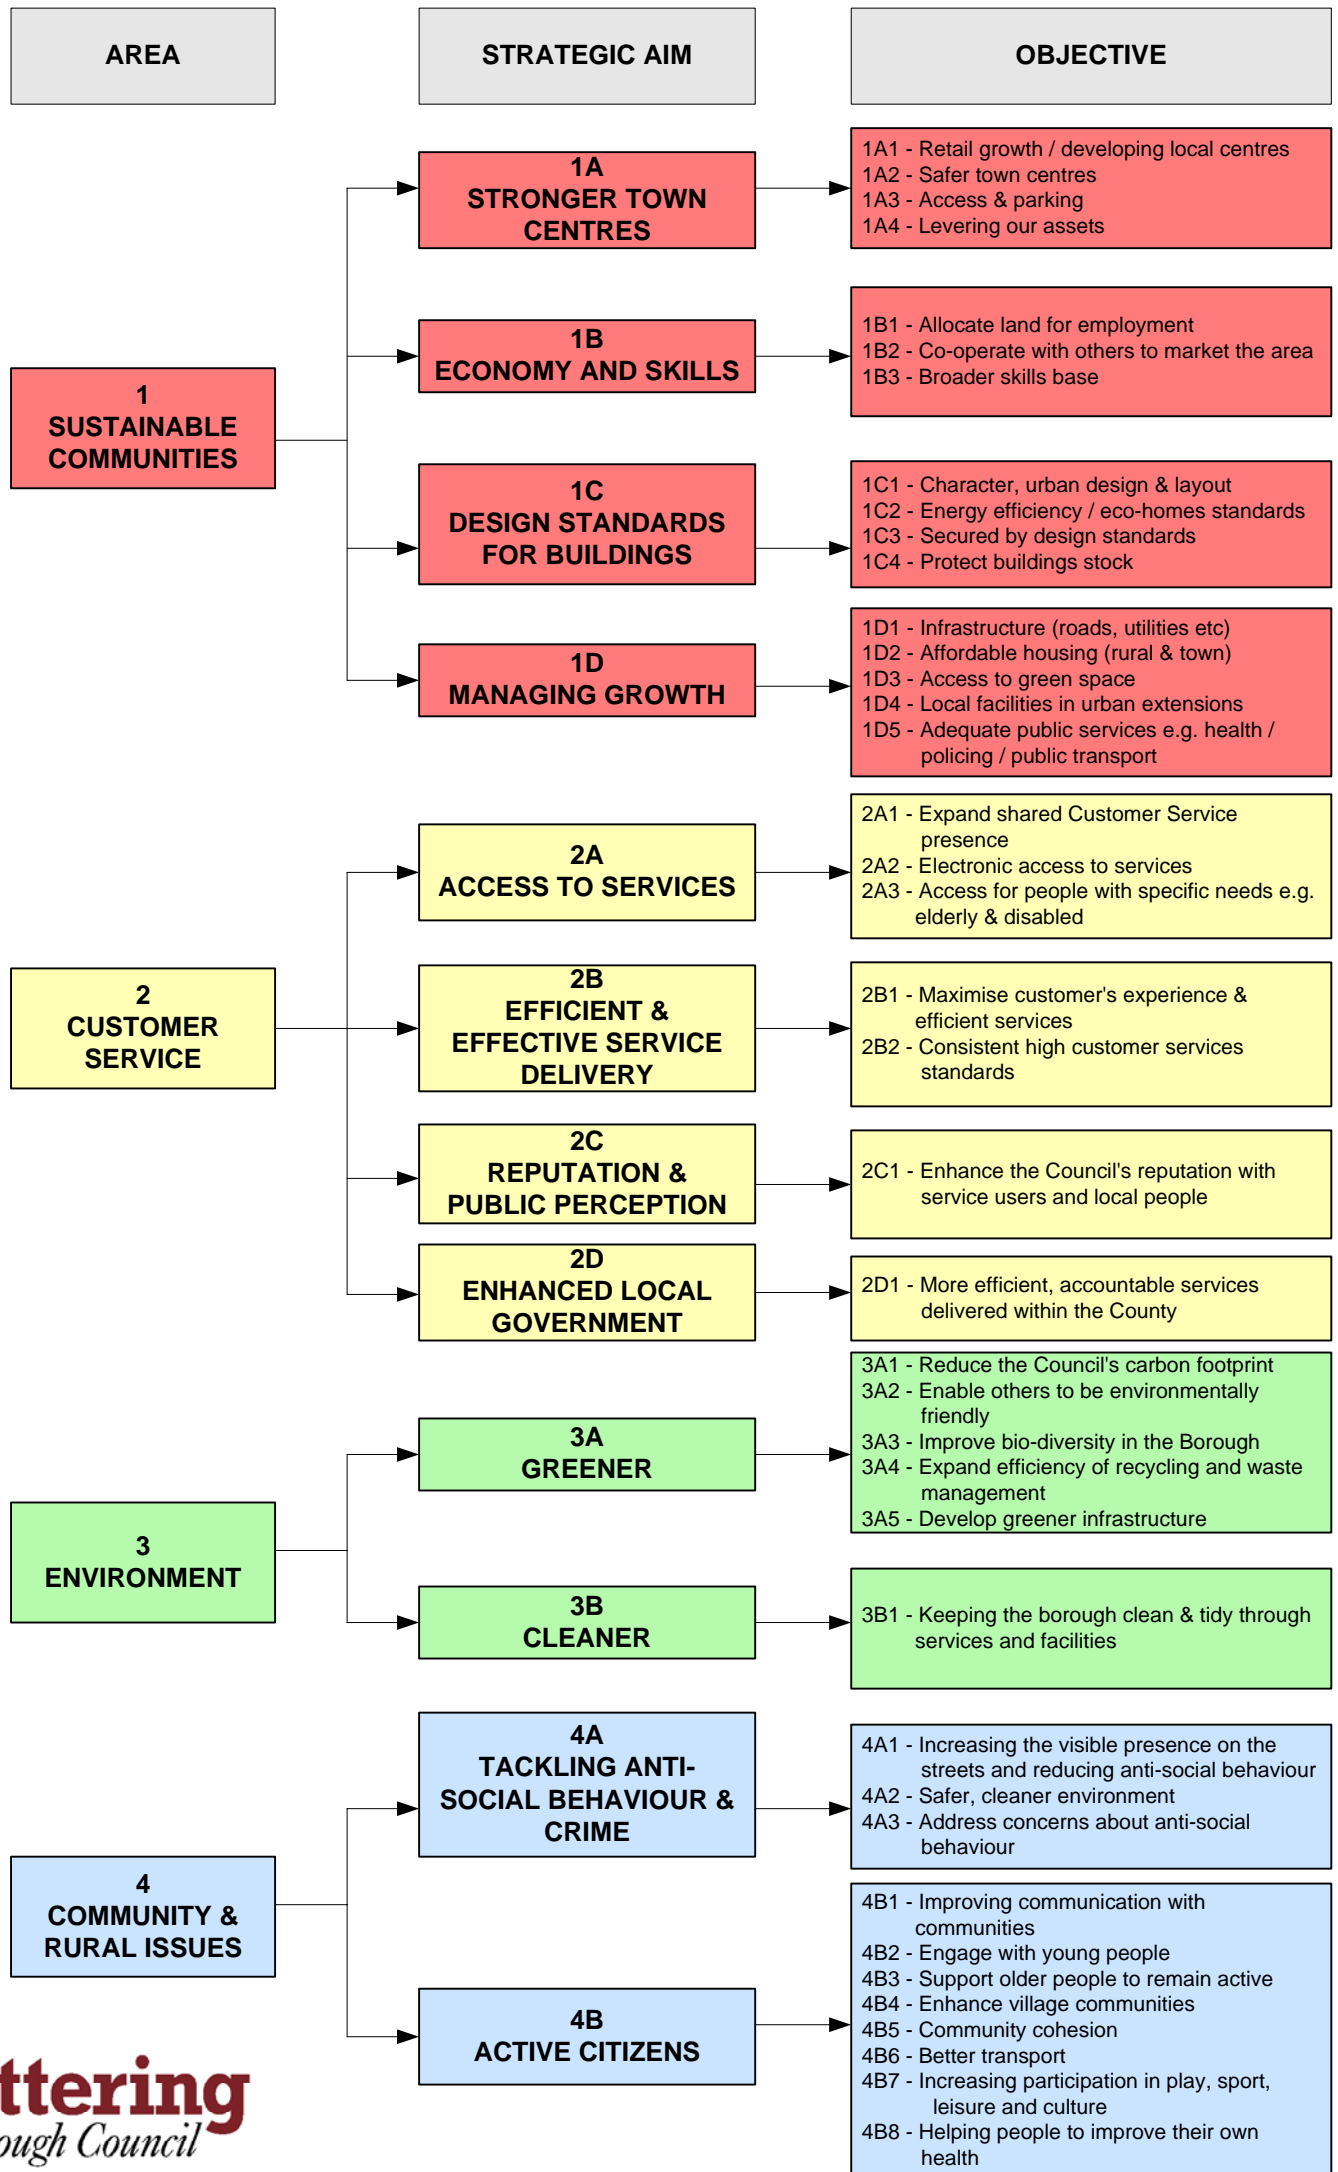 AREA
STRATEGIC AIM
OBJECTIVE
1
SUSTAINABLE
COMMUNITIES
1A
STRONGER TOWN
CENTRES
1A1 - Retail growth / developing local centres
1A2 - Safer town centres
1A3 - Access & parking
1A4 - Levering our assets
1B
ECONOMY AND SKILLS
1B1 - Allocate land for employment
1B2 - Co-operate with others to market the area
1B3 - Broader skills base
1C
DESIGN STANDARDS
FOR BUILDINGS
1C1 - Character, urban design & layout
1C2 - Energy efficiency / eco-homes standards
1C3 - Secured by design standards
1C4 - Protect buildings stock
1D
MANAGING GROWTH
1D1 - Infrastructure (roads, utilities etc)
1D2 - Affordable housing (rural & town)
1D3 - Access to green space
1D4 - Local facilities in urban extensions
1D5 - Adequate public services e.g. health /
policing / public transport
2
CUSTOMER
SERVICE
2A
ACCESS TO SERVICES
2A1 - Expand shared Customer Service
presence
2A2 - Electronic access to services
2A3 - Access for people with specific needs e.g.
elderly & disabled
2B
EFFICIENT &
EFFECTIVE SERVICE
DELIVERY
2B1 - Maximise customer's experience &
efficient services
2B2 - Consistent high customer services
standards
2C
REPUTATION &
PUBLIC PERCEPTION
2C1 - Enhance the Council's reputation with
service users and local people
2D
ENHANCED LOCAL
GOVERNMENT
2D1 - More efficient, accountable services
delivered within the County
3
ENVIRONMENT
3A
GREENER
3A1 - Reduce the Council's carbon footprint
3A2 - Enable others to be environmentally
friendly
3A3 - Improve bio-diversity in the Borough
3A4 - Expand efficiency of recycling and waste
management
3A5 - Develop greener infrastructure
3B
CLEANER
3B1 - Keeping the borough clean & tidy through
services and facilities
4
COMMUNITY &
RURAL ISSUES
4A
TACKLING ANTI-
SOCIAL BEHAVIOUR &
CRIME
4A1 - Increasing the visible presence on the
streets and reducing anti-social behaviour
4A2 - Safer, cleaner environment
4A3 - Address concerns about anti-social
behaviour
4B
ACTIVE CITIZENS
4B1 - Improving communication with
communities
4B2 - Engage with young people
4B3 - Support older people to remain active
4B4 - Enhance village communities
4B5 - Community cohesion
4B6 - Better transport
4B7 - Increasing participation in play, sport,
leisure and culture
4B8 - Helping people to improve their own
health
ttering
ough Council